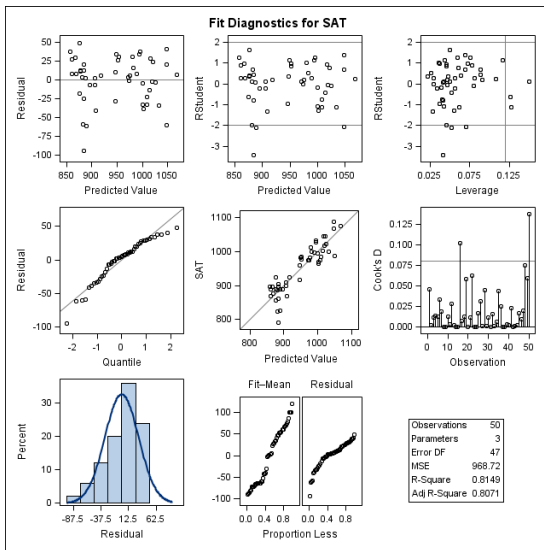 Fit Diagnostics for SAT
Residual
50
25
0
-25
-50
-75
-100
850 900 950 1000 1050
Predicted Value
RStudent
2
1
0
-1
-2
-3
850 900 950 1000 1050
Predicted Value
RStudent
2
1
0
-1
-2
-3
0.025 0.075 0.125
Leverage
Residual
50
0
-50
-100
-2 -1 0 1 2
Quantile
SAT
1100
1000
900
800
800 900 1000 1100
Predicted Value
Cook's D
0.125
0.100
0.075
0.050
0.025
0.000
0 10 20 30 40 50
Observation
Percent
30
20
10
0
-87.5 -37.5 12.5 62.5
Residual
Fit–Mean Residual
100
50
0
-50
-100
0.0 0.4 0.8 0.0 0.4 0.8
Proportion Less
Observations 50
Parameters 3
Error DF 47
MSE 968.72
R-Square 0.8149
Adj R-Square 0.8071